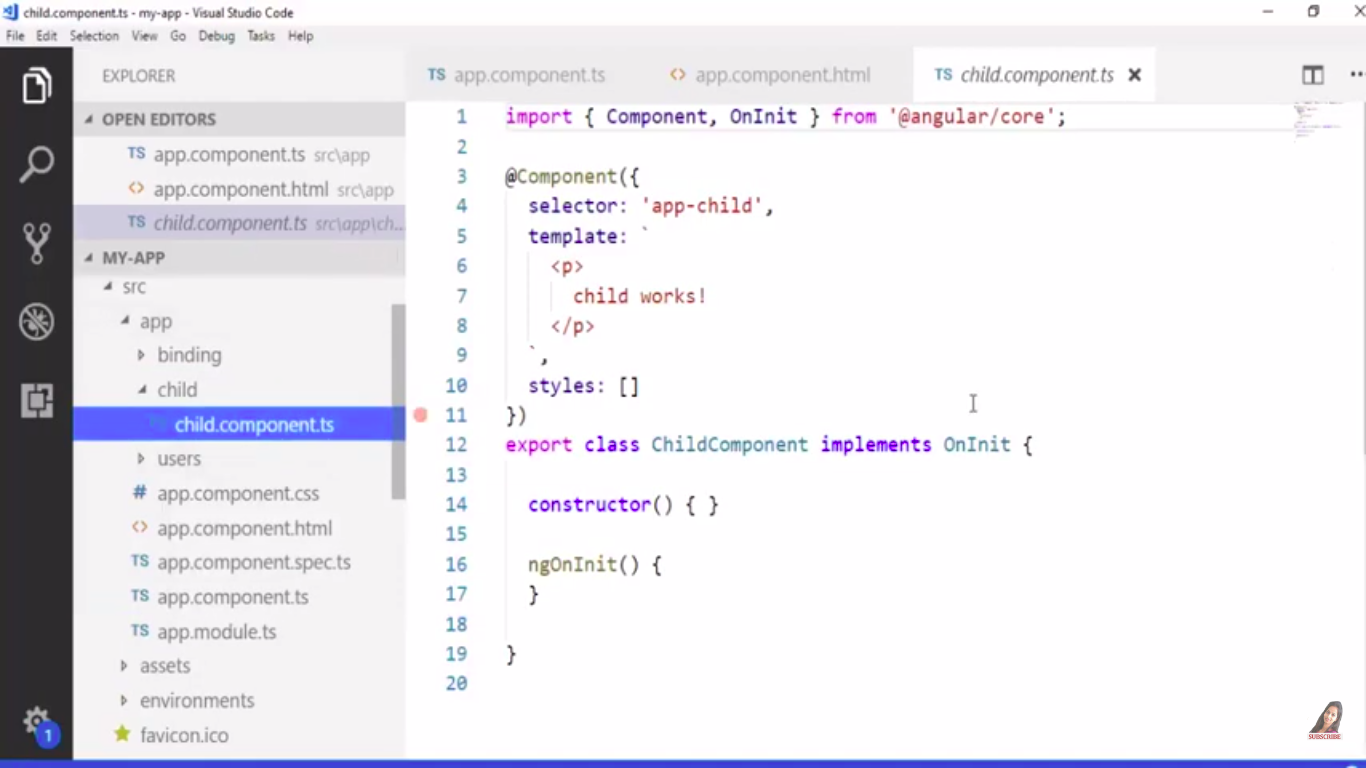 child.component.ts - my-app - Visual Studio Code
File Edit Selection View Go Debug Tasks Help
EXPLORER
OPEN EDITORS
TS app.component.ts src\app
<> app.component.html src\app
TS child.component.ts src\app\ch...
MY-APP
src
app
binding
child
child.component.ts
users
# app.component.css
<> app.component.html
TS app.component.spec.ts
TS app.component.ts
TS app.module.ts
assets
environments
favicon.ico
1
TS app.component.ts <> app.component.html TS child.component.ts
1 import { Component, OnInit } from '@angular/core';
2
3 @Component({
4 selector: 'app-child',
5 template: `
6 <p>
7 child works!
8 </p>
9 `,
10 styles: []
11 })
12 export class ChildComponent implements OnInit {
13
14 constructor() { }
15
16 ngOnInit() {
17 }
18
19 }
20
SUBSCRIBE